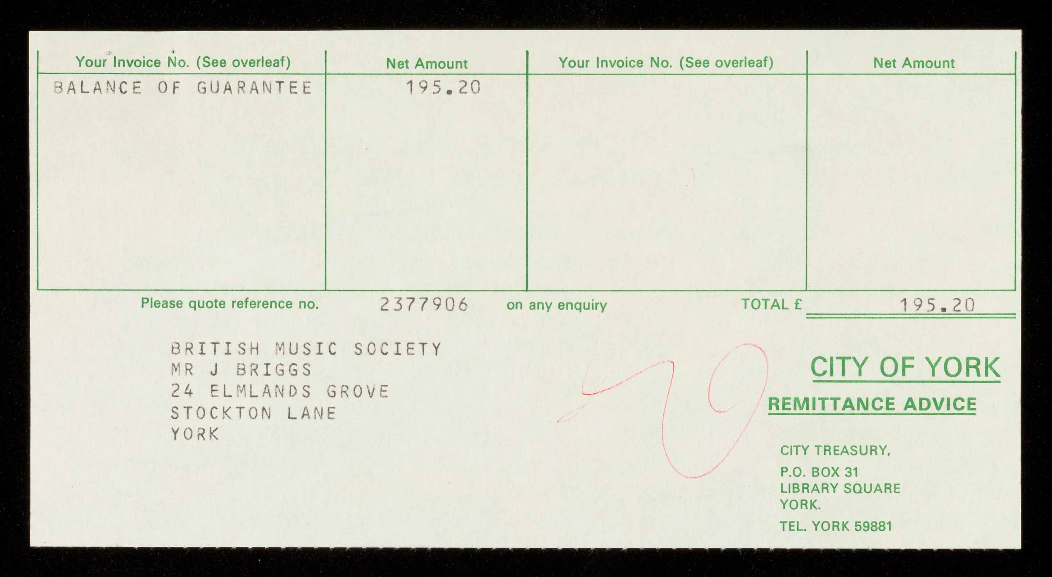 Your Invoice No. (See overleaf) Net Amount Your Invoice No. (See overleaf) Net Amount
BALANCE OF GUARANTEE 195.20
Please quote reference no. 2377906 on any enquiry TOTAL £ 195.20
BRITISH MUSIC SOCIETY
MR J BRIGGS
24 ELMLANDS GROVE
STOCKTON LANE
YORK
CITY OF YORK
REMITTANCE ADVICE
CITY TREASURY,
P.O. BOX 31
LIBRARY SQUARE
YORK.
TEL. YORK 59881